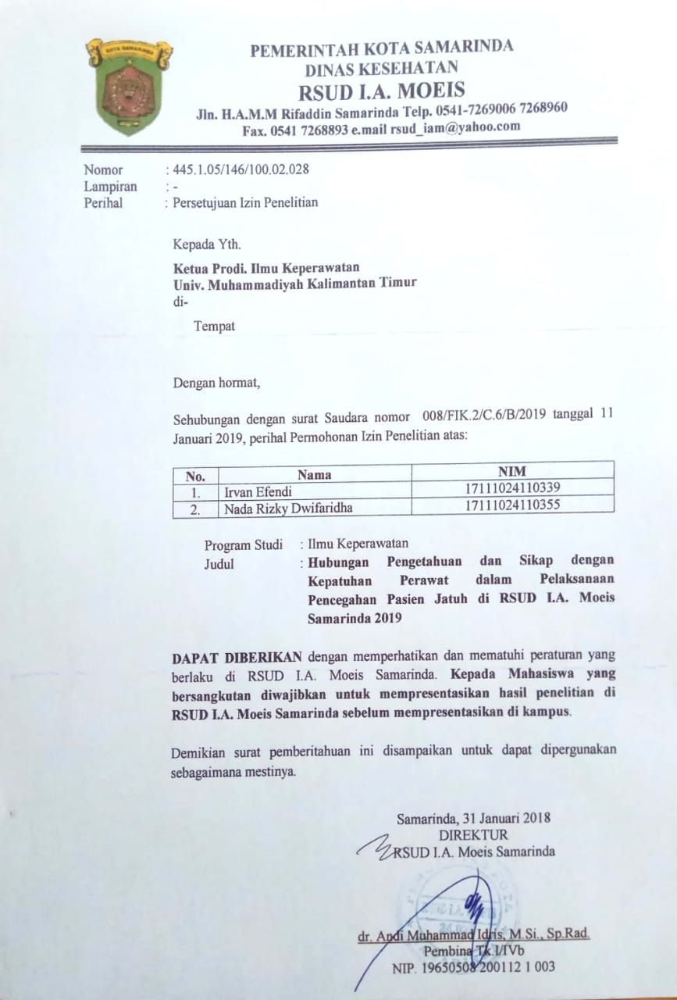 KOTA SAMARINDA
PEMERINTAH KOTA SAMARINDA
DINAS KESEHATAN
RSUD I.A. MOEIS
Jln. H.A.M.M Rifaddin Samarinda Telp. 0541-7269006 7268960
Fax. 0541 7268893 e.mail rsud_iam@yahoo.com
Nomor : 445.1.05/146/100.02.028
Lampiran : -
Perihal : Persetujuan Izin Penelitian
Kepada Yth.
Ketua Prodi. Ilmu Keperawatan
Univ. Muhammadiyah Kalimantan Timur
di-
Tempat
Dengan hormat,
Sehubungan dengan surat Saudara nomor 008/FIK.2/C.6/B/2019 tanggal 11
Januari 2019, perihal Permohonan Izin Penelitian atas:
No. Nama NIM
1. Irvan Efendi 17111024110339
2. Nada Rizky Dwifaridha 17111024110355
Program Studi : Ilmu Keperawatan
Judul : Hubungan Pengetahuan dan Sikap dengan
Kepatuhan Perawat dalam Pelaksanaan
Pencegahan Pasien Jatuh di RSUD I.A. Moeis
Samarinda 2019
DAPAT DIBERIKAN dengan memperhatikan dan mematuhi peraturan yang
berlaku di RSUD I.A. Moeis Samarinda. Kepada Mahasiswa yang
bersangkutan diwajibkan untuk mempresentasikan hasil penelitian di
RSUD I.A. Moeis Samarinda sebelum mempresentasikan di kampus.
Demikian surat pemberitahuan ini disampaikan untuk dapat dipergunakan
sebagaimana mestinya.
Samarinda, 31 Januari 2018
DIREKTUR
RSUD I.A. Moeis Samarinda
dr. Andi Muhammad Idris, M.Si., Sp.Rad.
Pembina Tk.I/IVb
NIP. 19650508 200112 1 003